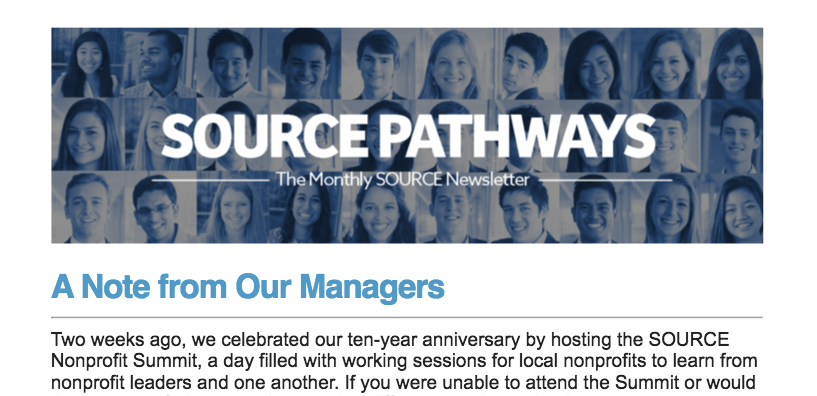 SOURCE PATHWAYS
The Monthly SOURCE Newsletter
A Note from Our Managers
Two weeks ago, we celebrated our ten-year anniversary by hosting the SOURCE
Nonprofit Summit, a day filled with working sessions for local nonprofits to learn from
nonprofit leaders and one another. If you were unable to attend the Summit or would